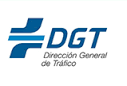 DGT
Dirección General
de Tráfico